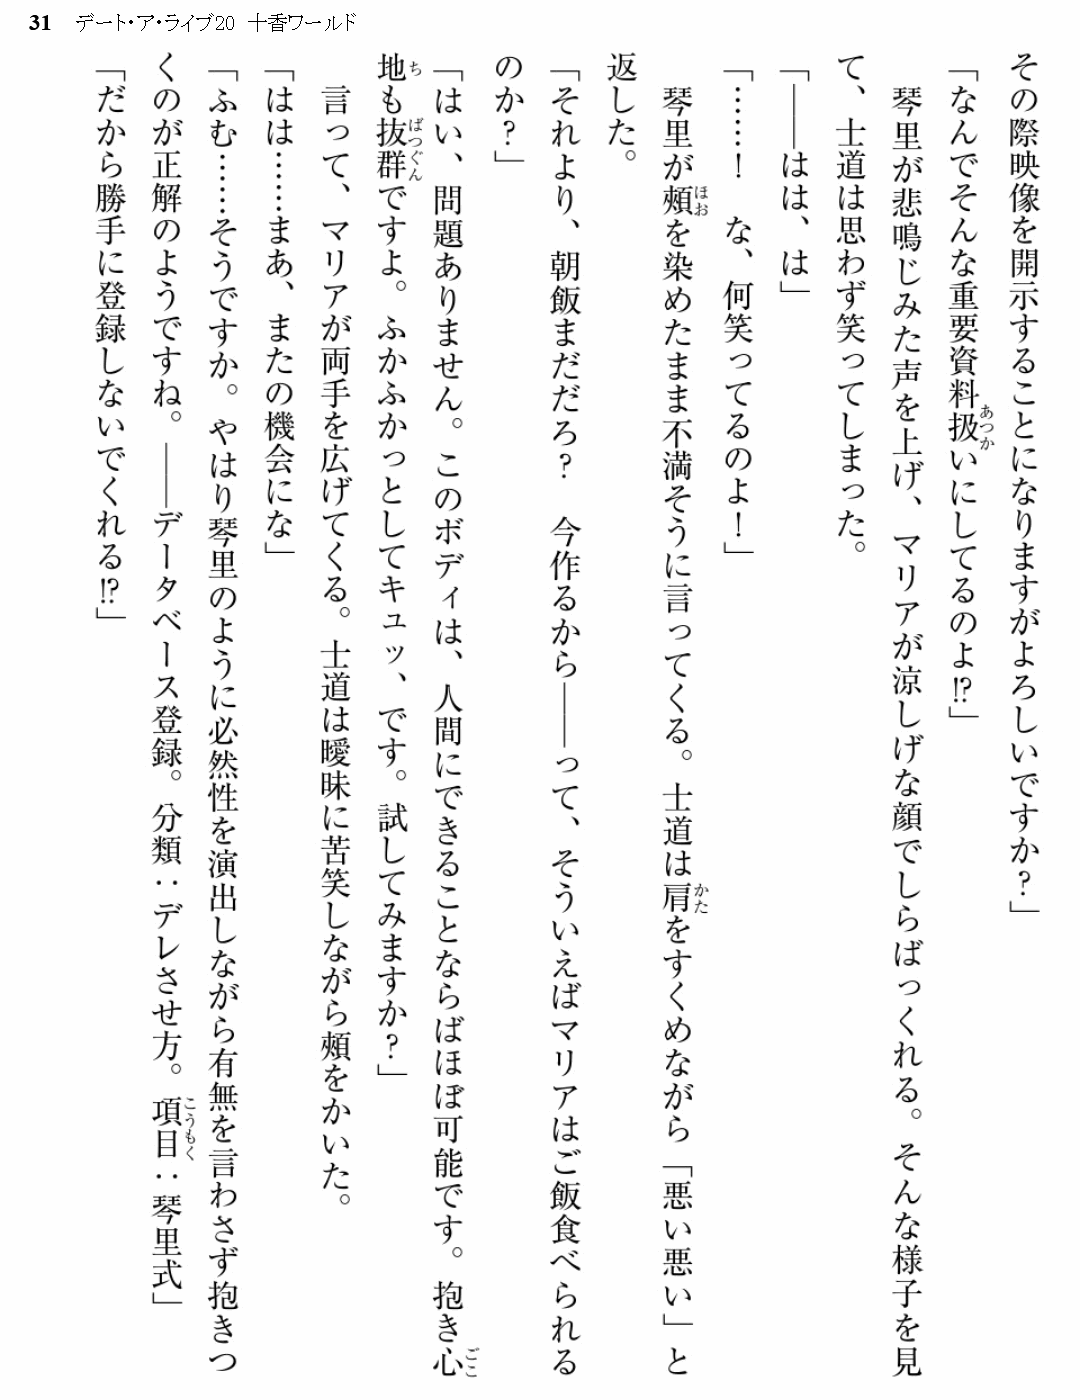 31 デート・ア・ライブ20 十香ワールド
その際映像を開示することになりますがよろしいですか?」
「なんでそんな重要資料扱いにしてるのよ!?」
琴里が悲鳴じみた声を上げ、マリアが涼しげな顔でしらばっくれる。そんな様子を見
て、士道は思わず笑ってしまった。
「――はは、は」
「……! な、何笑ってるのよ!」
琴里が頰を染めたまま不満そうに言ってくる。士道は肩をすくめながら「悪い悪い」と
返した。
「それより、朝飯まだだろ? 今作るから――って、そういえばマリアはご飯食べられる
のか?」
「はい、問題ありません。このボディは、人間にできることならばほぼ可能です。抱き心
地も抜群ですよ。ふかふかっとしてキュッ、です。試してみますか?」
言って、マリアが両手を広げてくる。士道は曖昧に苦笑しながら頰をかいた。
「はは……まあ、またの機会にな」
「ふむ……そうですか。やはり琴里のように必然性を演出しながら有無を言わさず抱きつ
くのが正解のようですね。――データベース登録。分類:デレさせ方。項目:琴里式」
「だから勝手に登録しないでくれる!?」